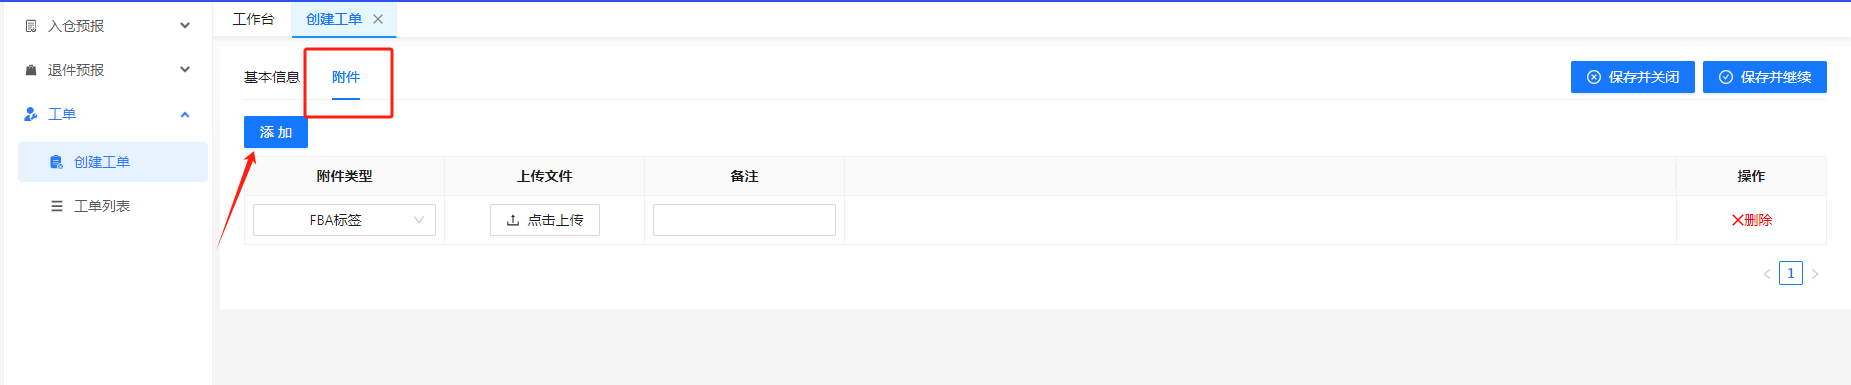 入仓预报
退件预报
工单
创建工单
工单列表
工作台 创建工单
基本信息 附件
保存并关闭 保存并继续
添 加
附件类型 上传文件 备注 操作
FBA标签 点击上传 删除
1